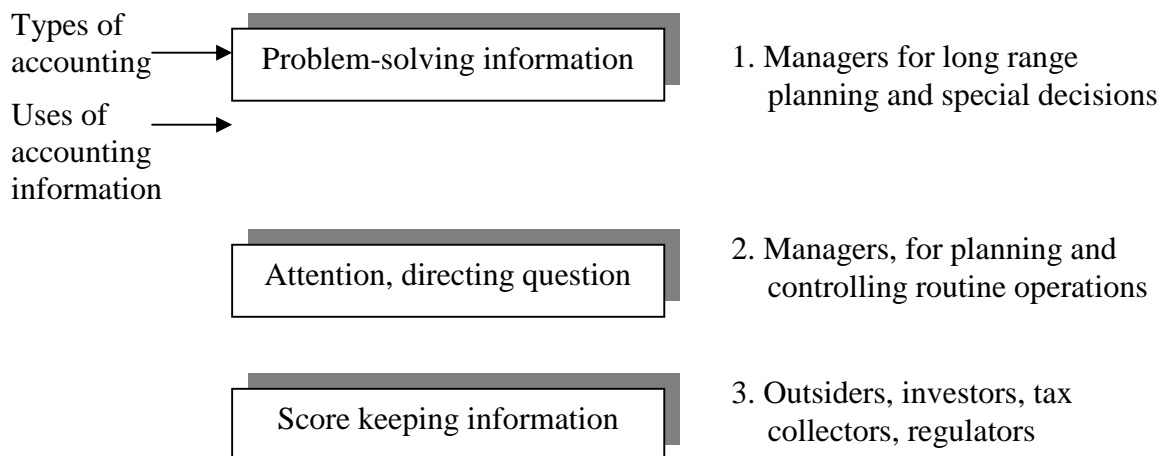 Types of
accounting
Uses of
accounting
information
Problem-solving information
1. Managers for long range
planning and special decisions
Attention, directing question
2. Managers, for planning and
controlling routine operations
Score keeping information
3. Outsiders, investors, tax
collectors, regulators